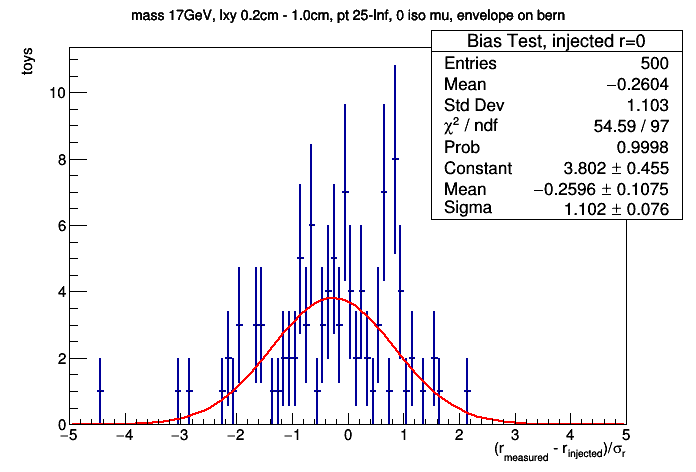 mass 17GeV, lxy 0.2cm - 1.0cm, pt 25-Inf, 0 iso mu, envelope on bern
toys
Bias Test, injected r=0
Entries 500
Mean −0.2604
Std Dev 1.103
χ² / ndf 54.59 / 97
Prob 0.9998
Constant 3.802 ± 0.455
Mean −0.2596 ± 0.1075
Sigma 1.102 ± 0.076
10
8
6
4
2
0
−5 −4 −3 −2 −1 0 1 2 3 4 5
(r_measured - r_injected)/σ_r